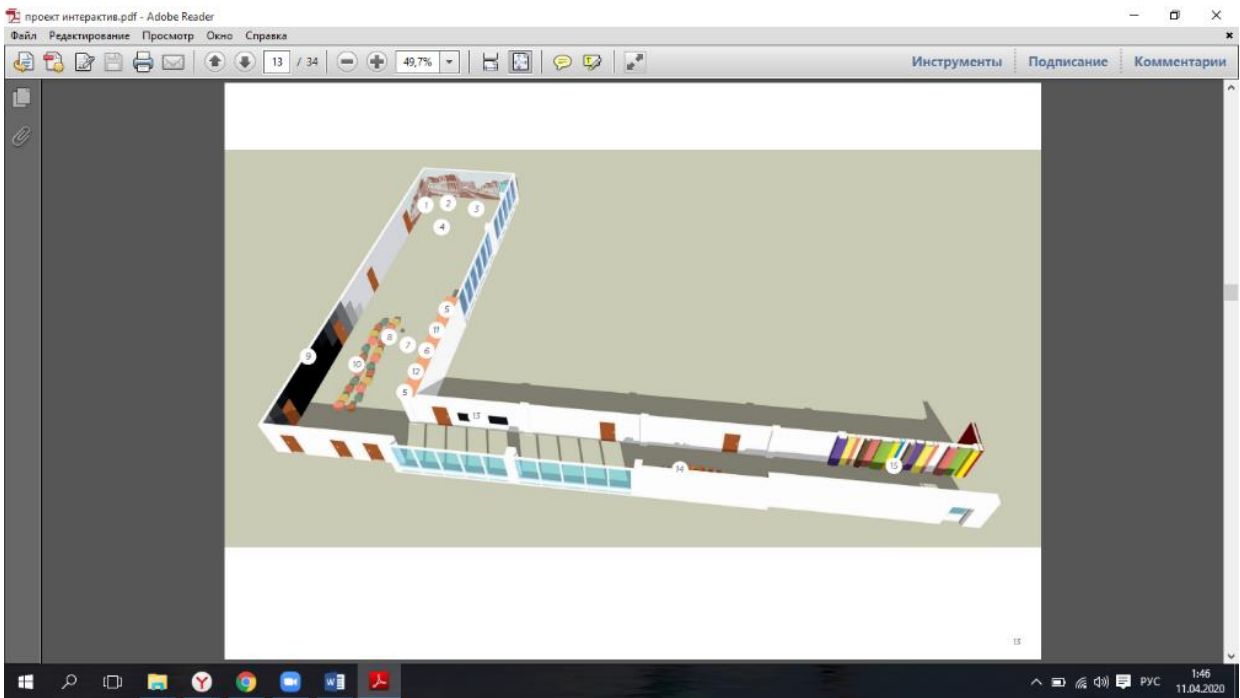 проект интерактив.pdf - Adobe Reader
Файл Редактирование Просмотр Окно Справка
13 / 34 49,7% Инструменты Подписание Комментарии
1 2 3
4
5
11
8 7 6
9 10 12
5
13
14 15
13
РУС 1:46
11.04.2020